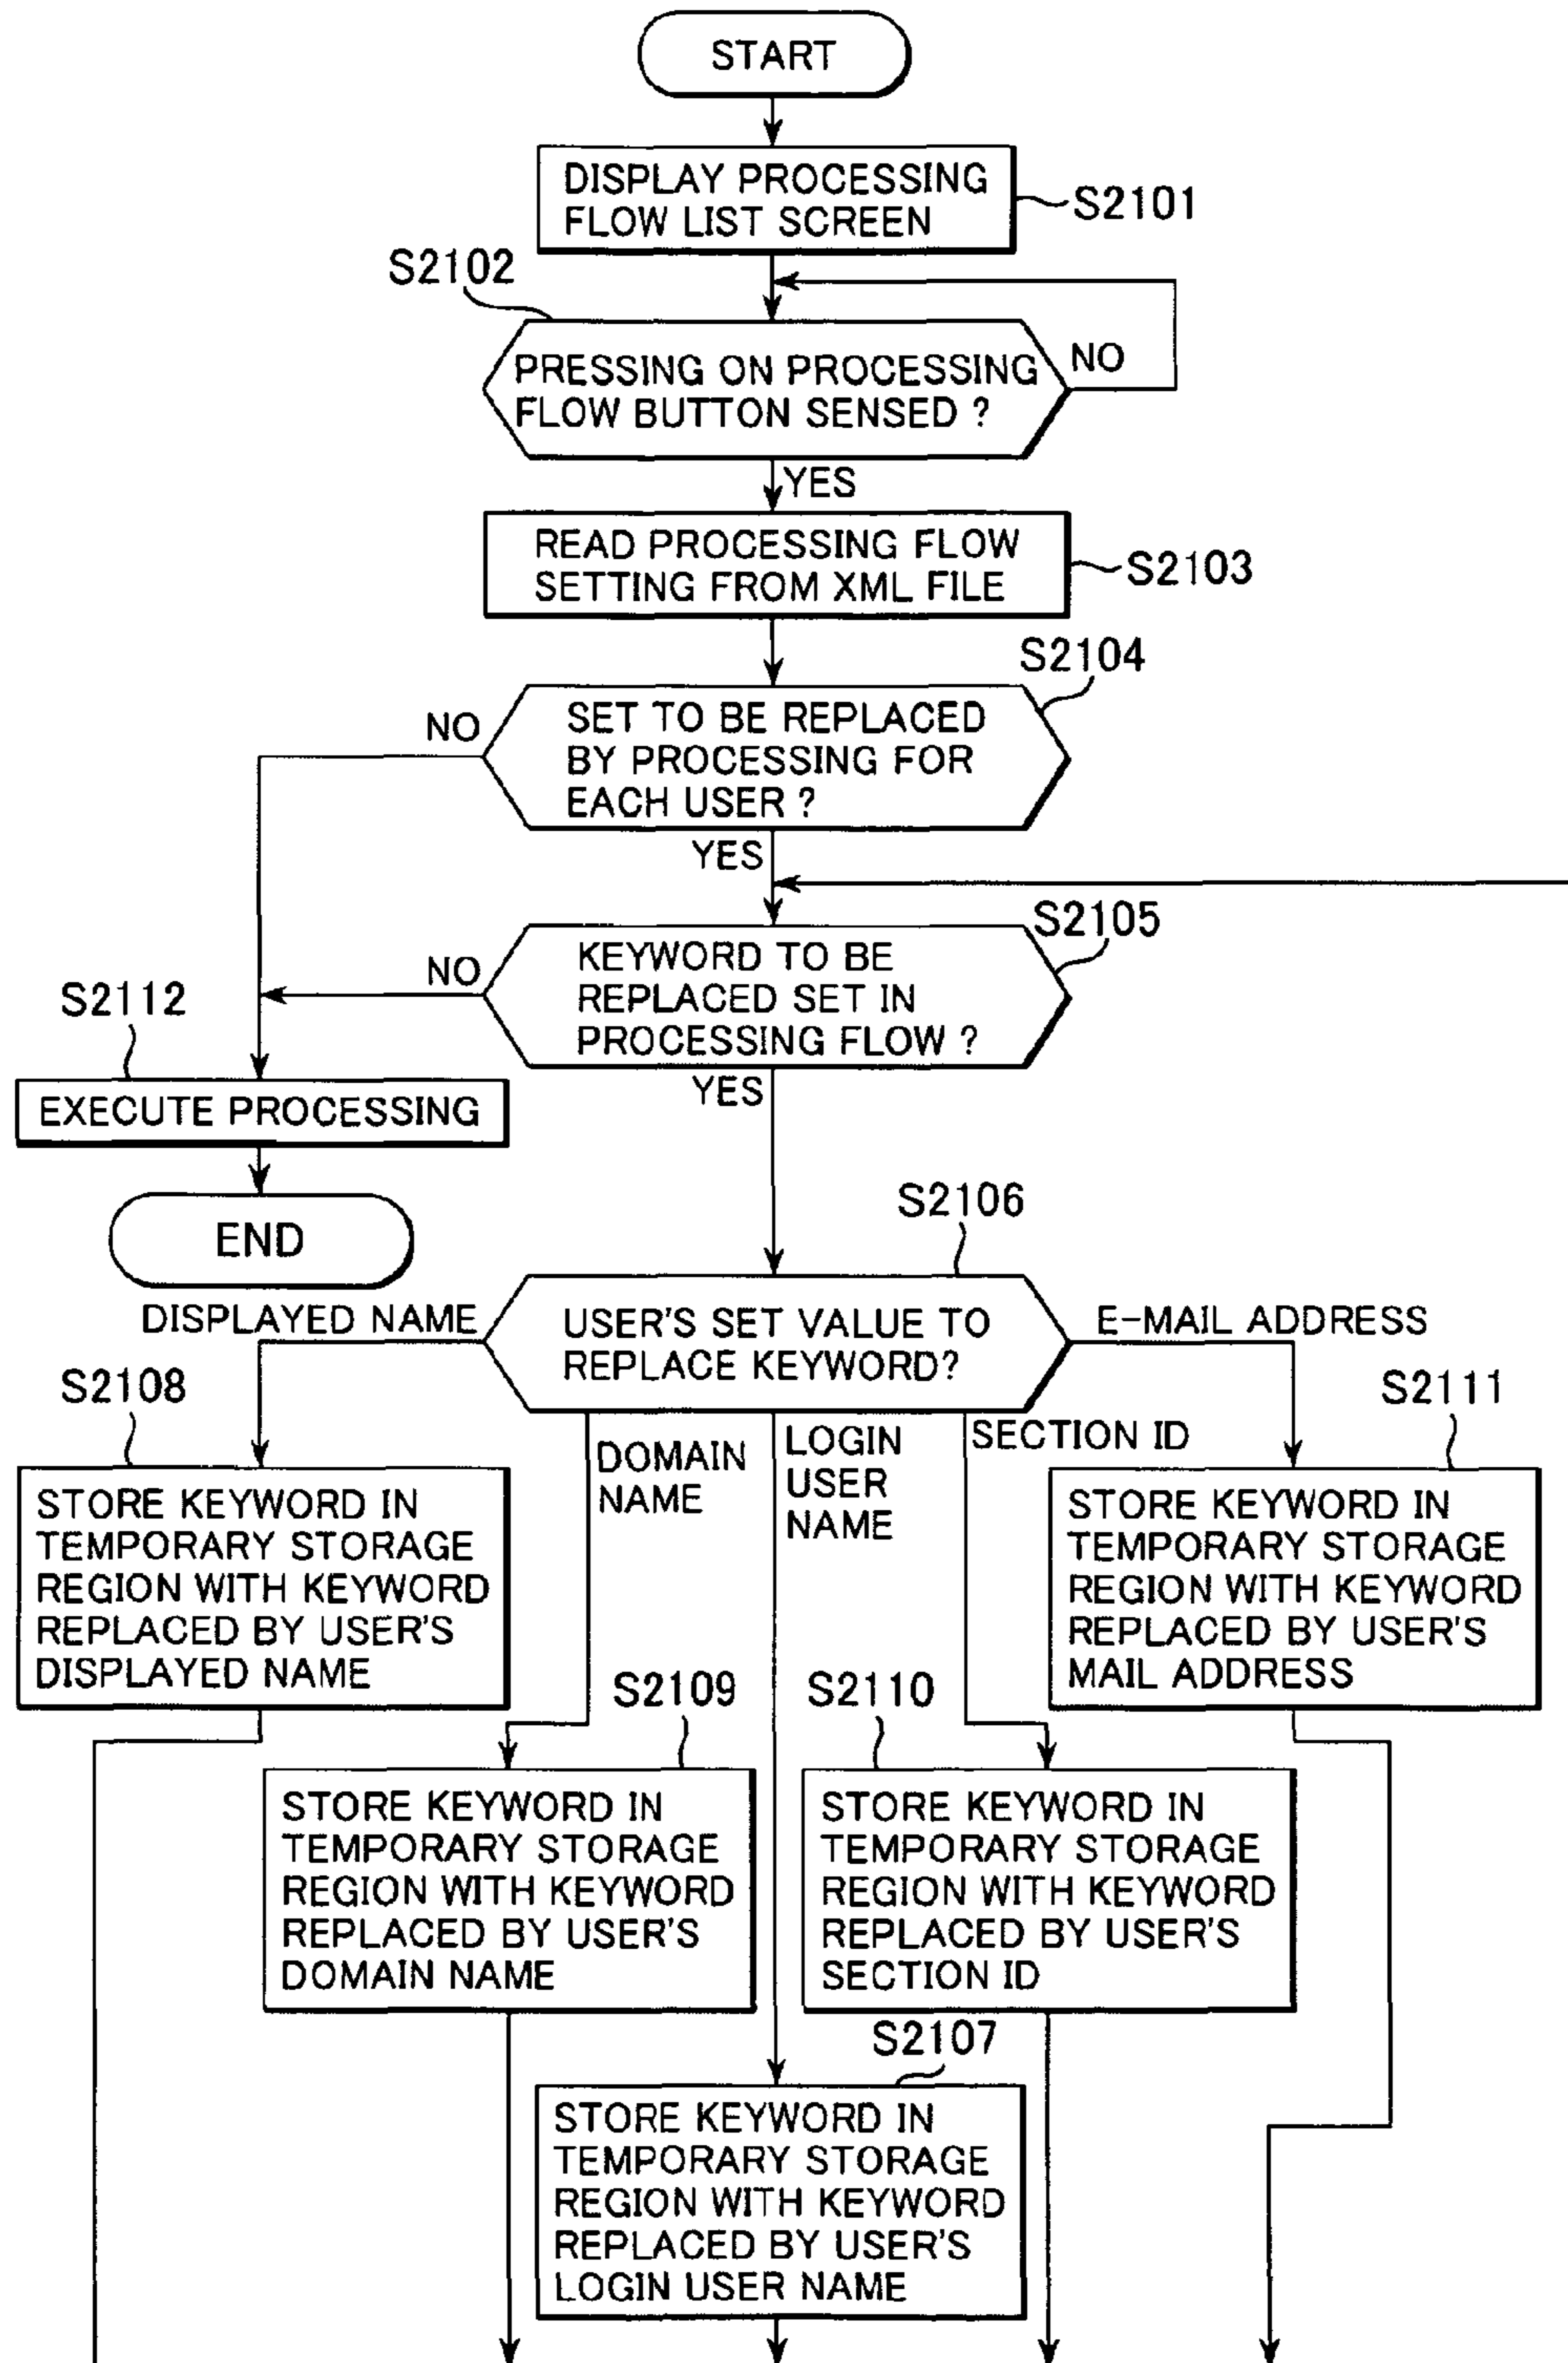 START
DISPLAY PROCESSING
FLOW LIST SCREEN
S2101
S2102
PRESSING ON PROCESSING
FLOW BUTTON SENSED ?
NO
YES
READ PROCESSING FLOW
SETTING FROM XML FILE
S2103
S2104
NO
SET TO BE REPLACED
BY PROCESSING FOR
EACH USER ?
YES
S2105
NO
KEYWORD TO BE
REPLACED SET IN
PROCESSING FLOW ?
YES
S2112
EXECUTE PROCESSING
END
S2106
DISPLAYED NAME
USER'S SET VALUE TO
REPLACE KEYWORD?
E-MAIL ADDRESS
DOMAIN
NAME
LOGIN
USER
NAME
SECTION ID
S2108
STORE KEYWORD IN
TEMPORARY STORAGE
REGION WITH KEYWORD
REPLACED BY USER'S
DISPLAYED NAME
S2111
STORE KEYWORD IN
TEMPORARY STORAGE
REGION WITH KEYWORD
REPLACED BY USER'S
MAIL ADDRESS
S2109
STORE KEYWORD IN
TEMPORARY STORAGE
REGION WITH KEYWORD
REPLACED BY USER'S
DOMAIN NAME
S2110
STORE KEYWORD IN
TEMPORARY STORAGE
REGION WITH KEYWORD
REPLACED BY USER'S
SECTION ID
S2107
STORE KEYWORD IN
TEMPORARY STORAGE
REGION WITH KEYWORD
REPLACED BY USER'S
LOGIN USER NAME